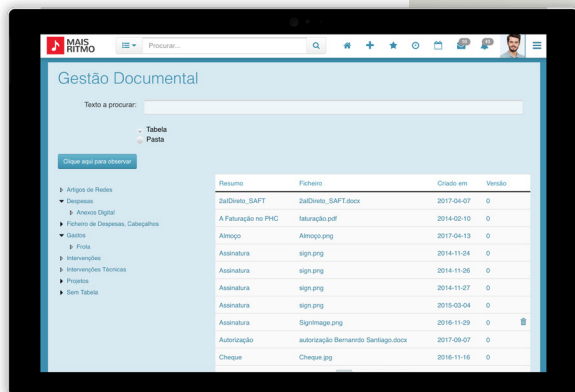 MAIS
RITMO
Procurar...
Gestão Documental
Texto a procurar:
Tabela
Pasta
Clique aqui para observar
Artigos de Redes
Despesas
Anexos Digital
Ficheiro de Despesas, Cabeçalhos
Gastos
Frota
Intervenções
Intervenções Técnicas
Projetos
Sem Tabela
Resumo Ficheiro Criado em Versão
2alDireto_SAFT 2alDireto_SAFT.docx 2017-04-07 0
A Faturação no PHC faturação.pdf 2014-02-10 0
Almoço Almoço.png 2017-04-13 0
Assinatura sign.png 2014-11-24 0
Assinatura sign.png 2014-11-26 0
Assinatura sign.png 2014-11-27 0
Assinatura sign.png 2015-03-04 0
Assinatura SignImage.png 2016-11-29 0
Autorização autorização Bernanrdo Santiago.docx 2017-09-07 0
Cheque Cheque.jpg 2016-11-16 0